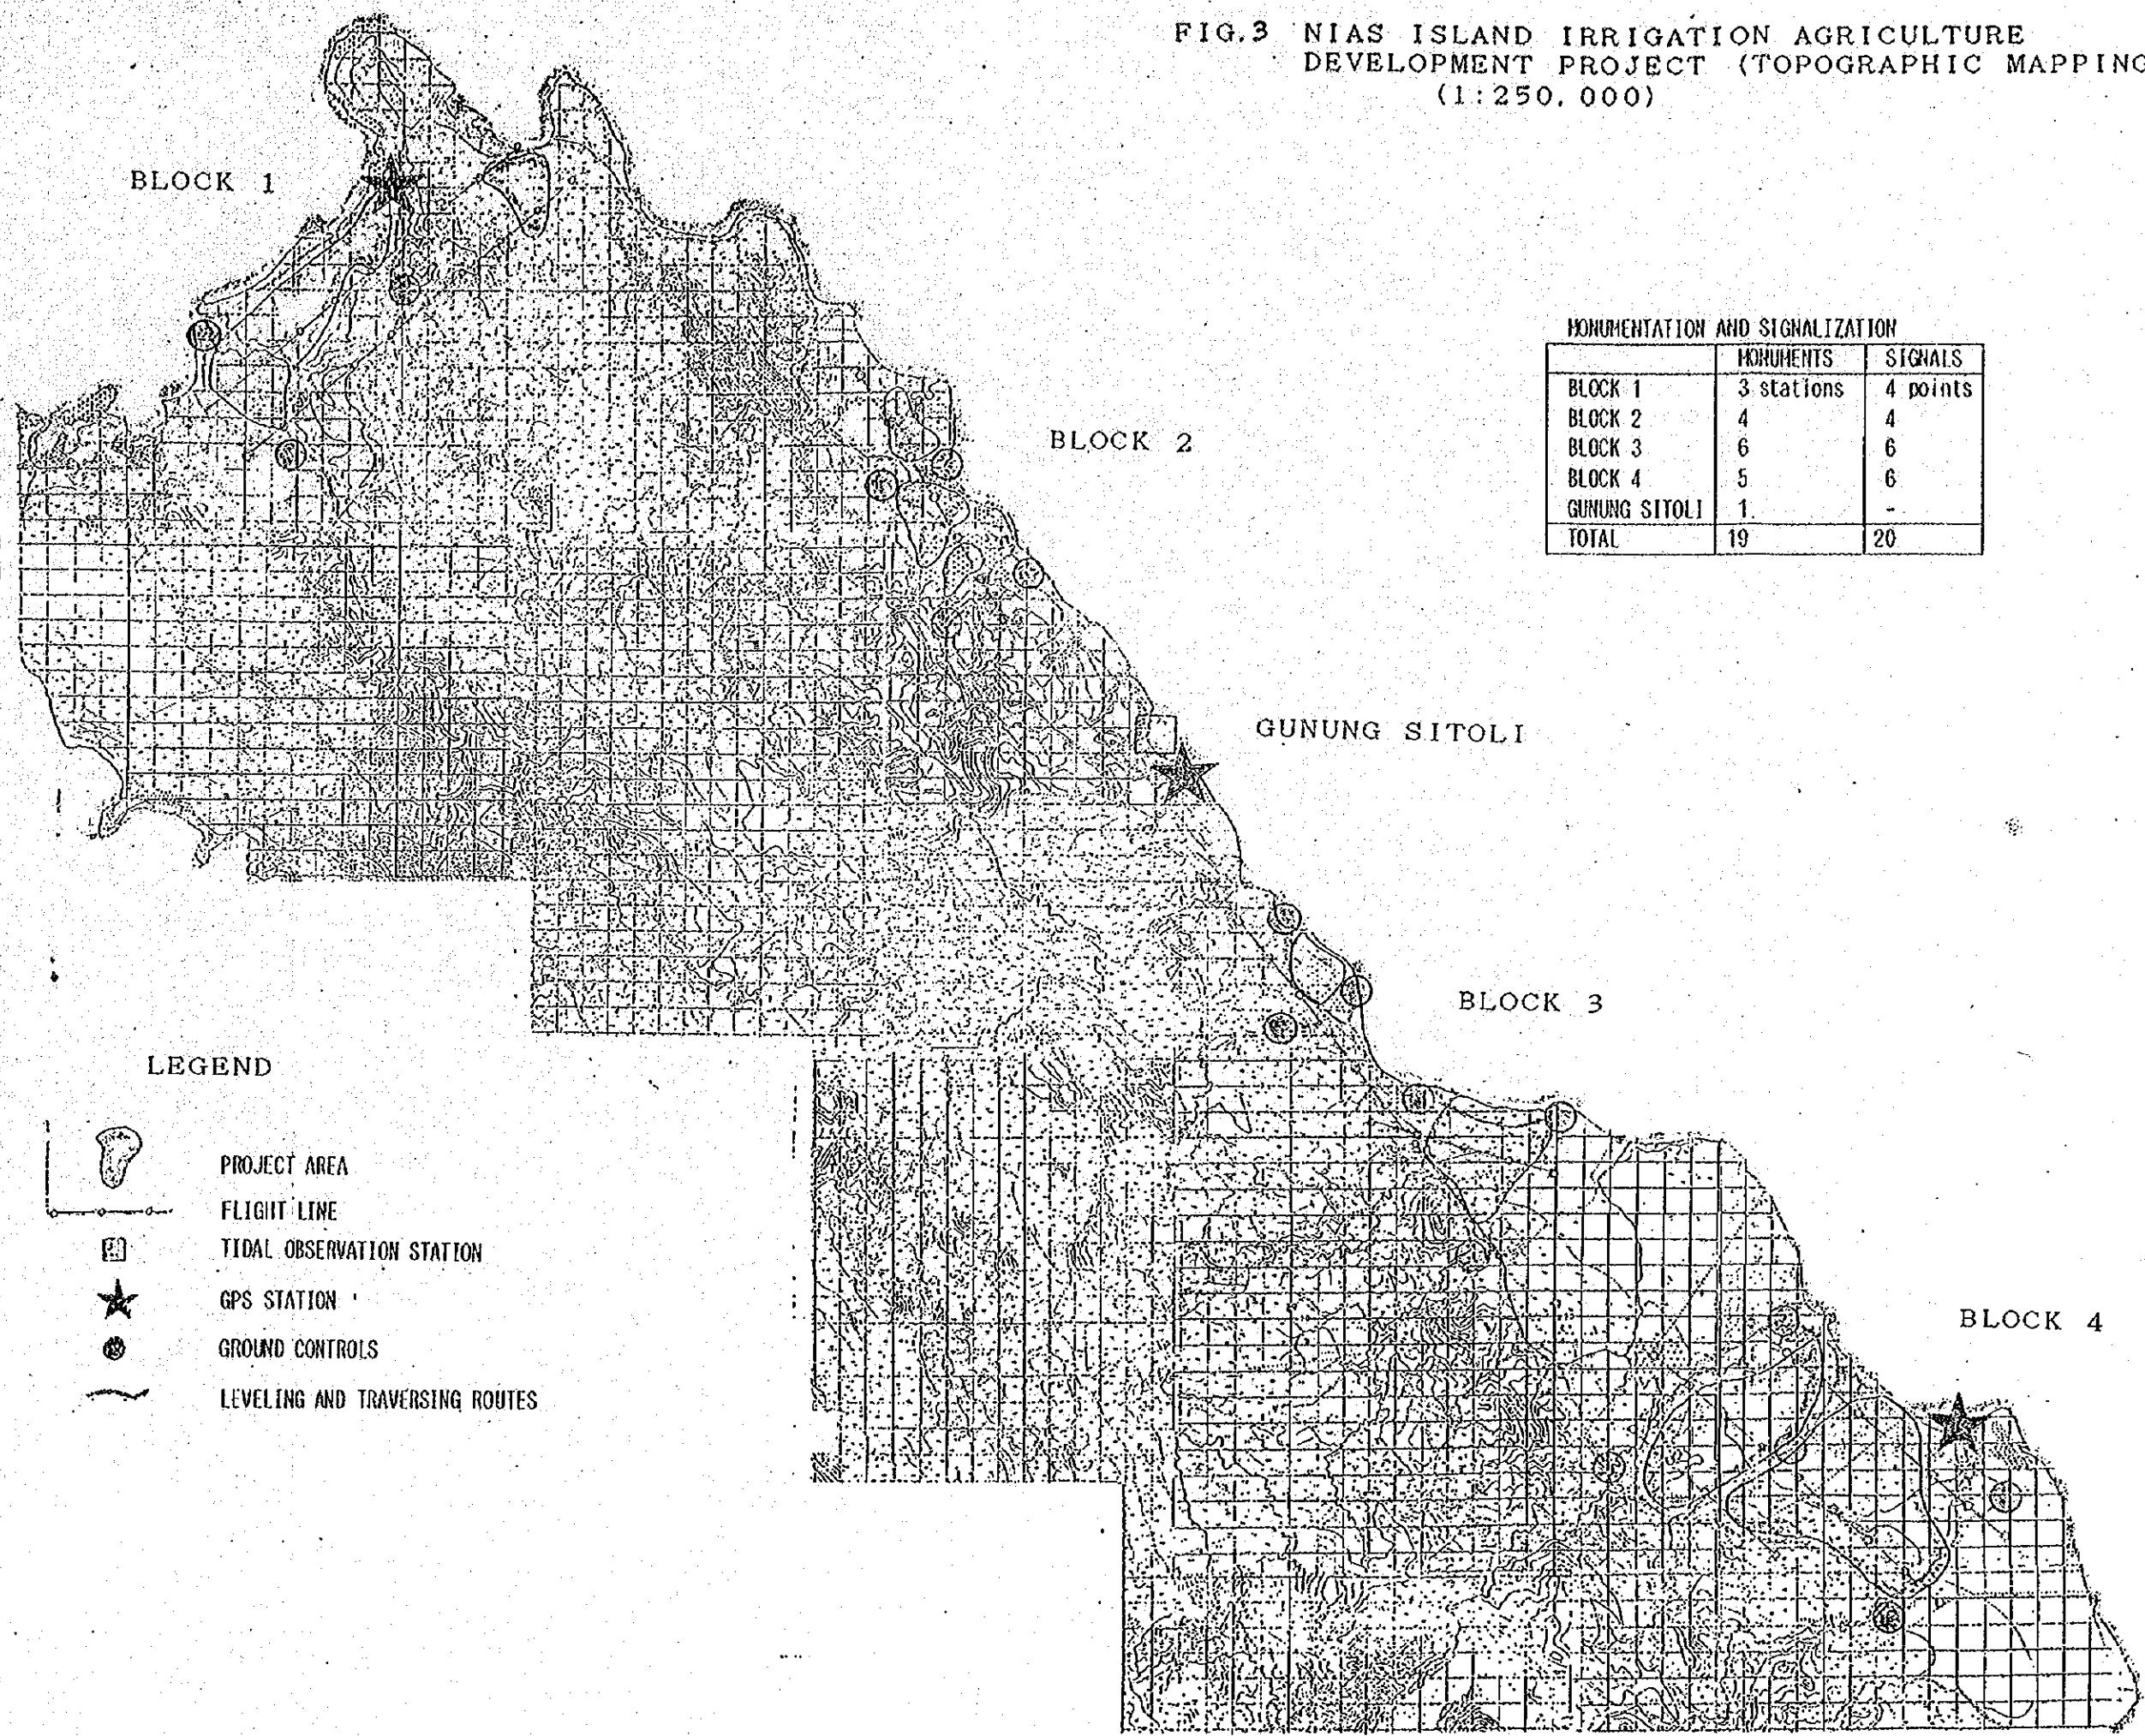 FIG.3 NIAS ISLAND IRRIGATION AGRICULTURE
DEVELOPMENT PROJECT (TOPOGRAPHIC MAPPING
(1:250,000)
BLOCK 1
MONUMENTATION AND SIGNALIZATION
MONUMENTS SIGNALS
BLOCK 1 3 stations 4 points
BLOCK 2 4 4
BLOCK 3 6 6
BLOCK 4 5 6
GUNUNG SITOLI 1 -
TOTAL 19 20
BLOCK 2
GUNUNG SITOLI
BLOCK 3
BLOCK 4
LEGEND
PROJECT AREA
FLIGHT LINE
TIDAL OBSERVATION STATION
GPS STATION
GROUND CONTROLS
LEVELING AND TRAVERSING ROUTES